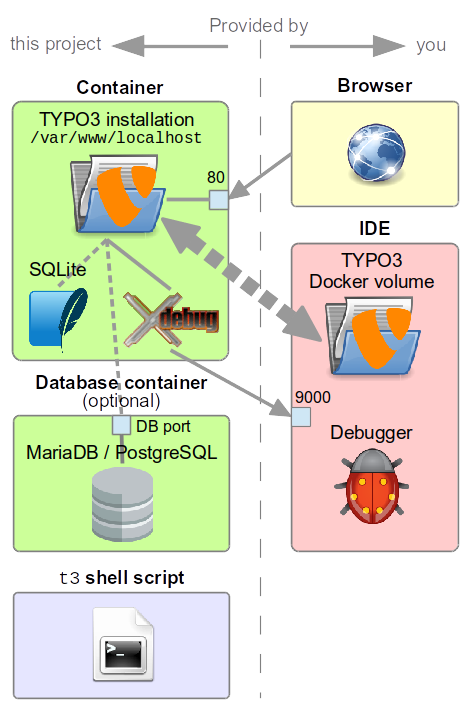 Provided by
this project
you
Container
TYPO3 installation
/var/www/localhost
80
SQLite
Xdebug
Database container
(optional)
DB port
MariaDB / PostgreSQL
t3 shell script
>_
Browser
IDE
TYPO3
Docker volume
9000
Debugger